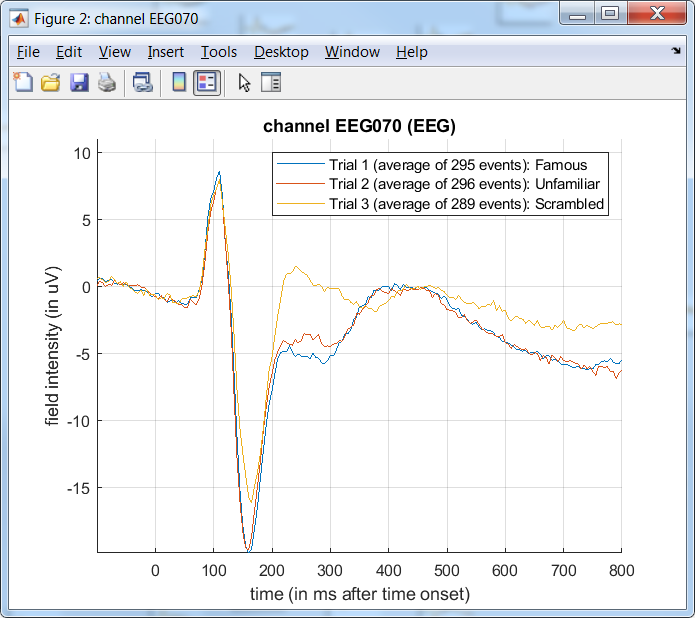 Figure 2: channel EEG070
File Edit View Insert Tools Desktop Window Help
channel EEG070 (EEG)
Trial 1 (average of 295 events): Famous
Trial 2 (average of 296 events): Unfamiliar
Trial 3 (average of 289 events): Scrambled
10
5
0
-5
-10
-15
field intensity (in uV)
0 100 200 300 400 500 600 700 800
time (in ms after time onset)